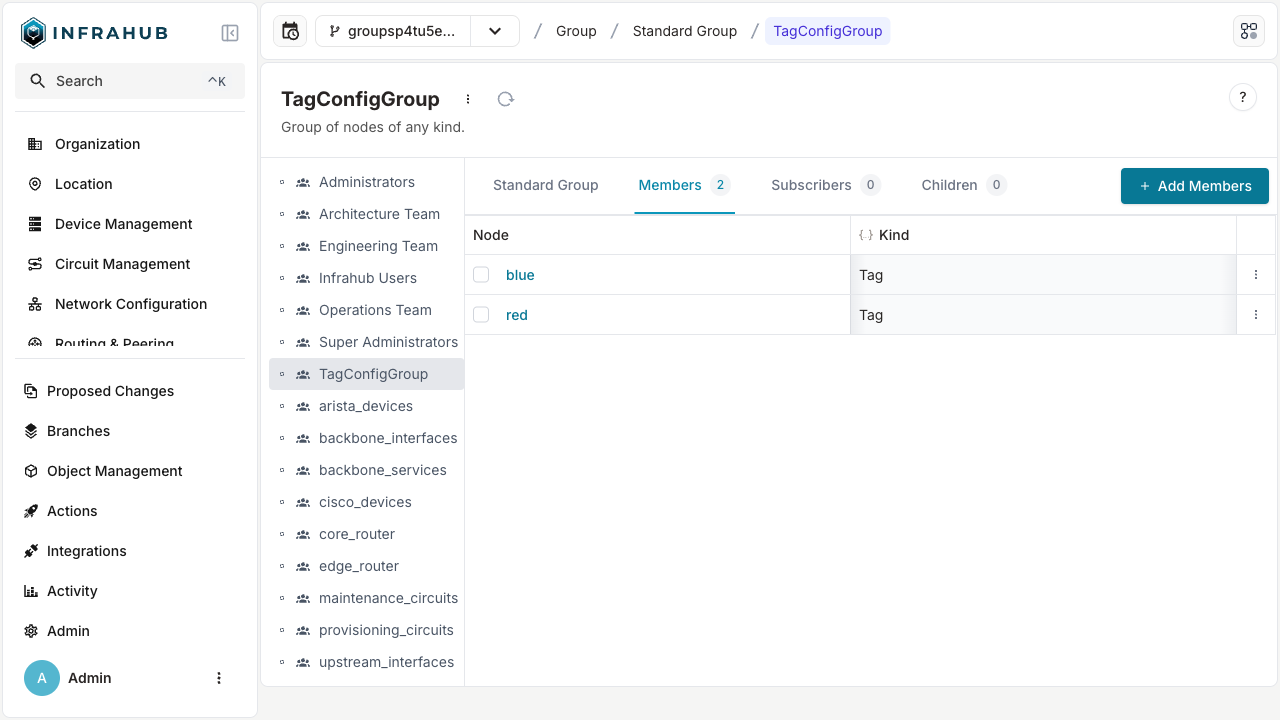 INFRAHUB
Search ^K
Organization
Location
Device Management
Circuit Management
Network Configuration
Routing & Peering
Proposed Changes
Branches
Object Management
Actions
Integrations
Activity
Admin
A Admin
groupsp4tu5e... / Group / Standard Group / TagConfigGroup
TagConfigGroup
Group of nodes of any kind.
?
Administrators
Architecture Team
Engineering Team
Infrahub Users
Operations Team
Super Administrators
TagConfigGroup
arista_devices
backbone_interfaces
backbone_services
cisco_devices
core_router
edge_router
maintenance_circuits
provisioning_circuits
upstream_interfaces
Standard Group Members 2 Subscribers 0 Children 0 + Add Members
Node {..} Kind
blue Tag
red Tag